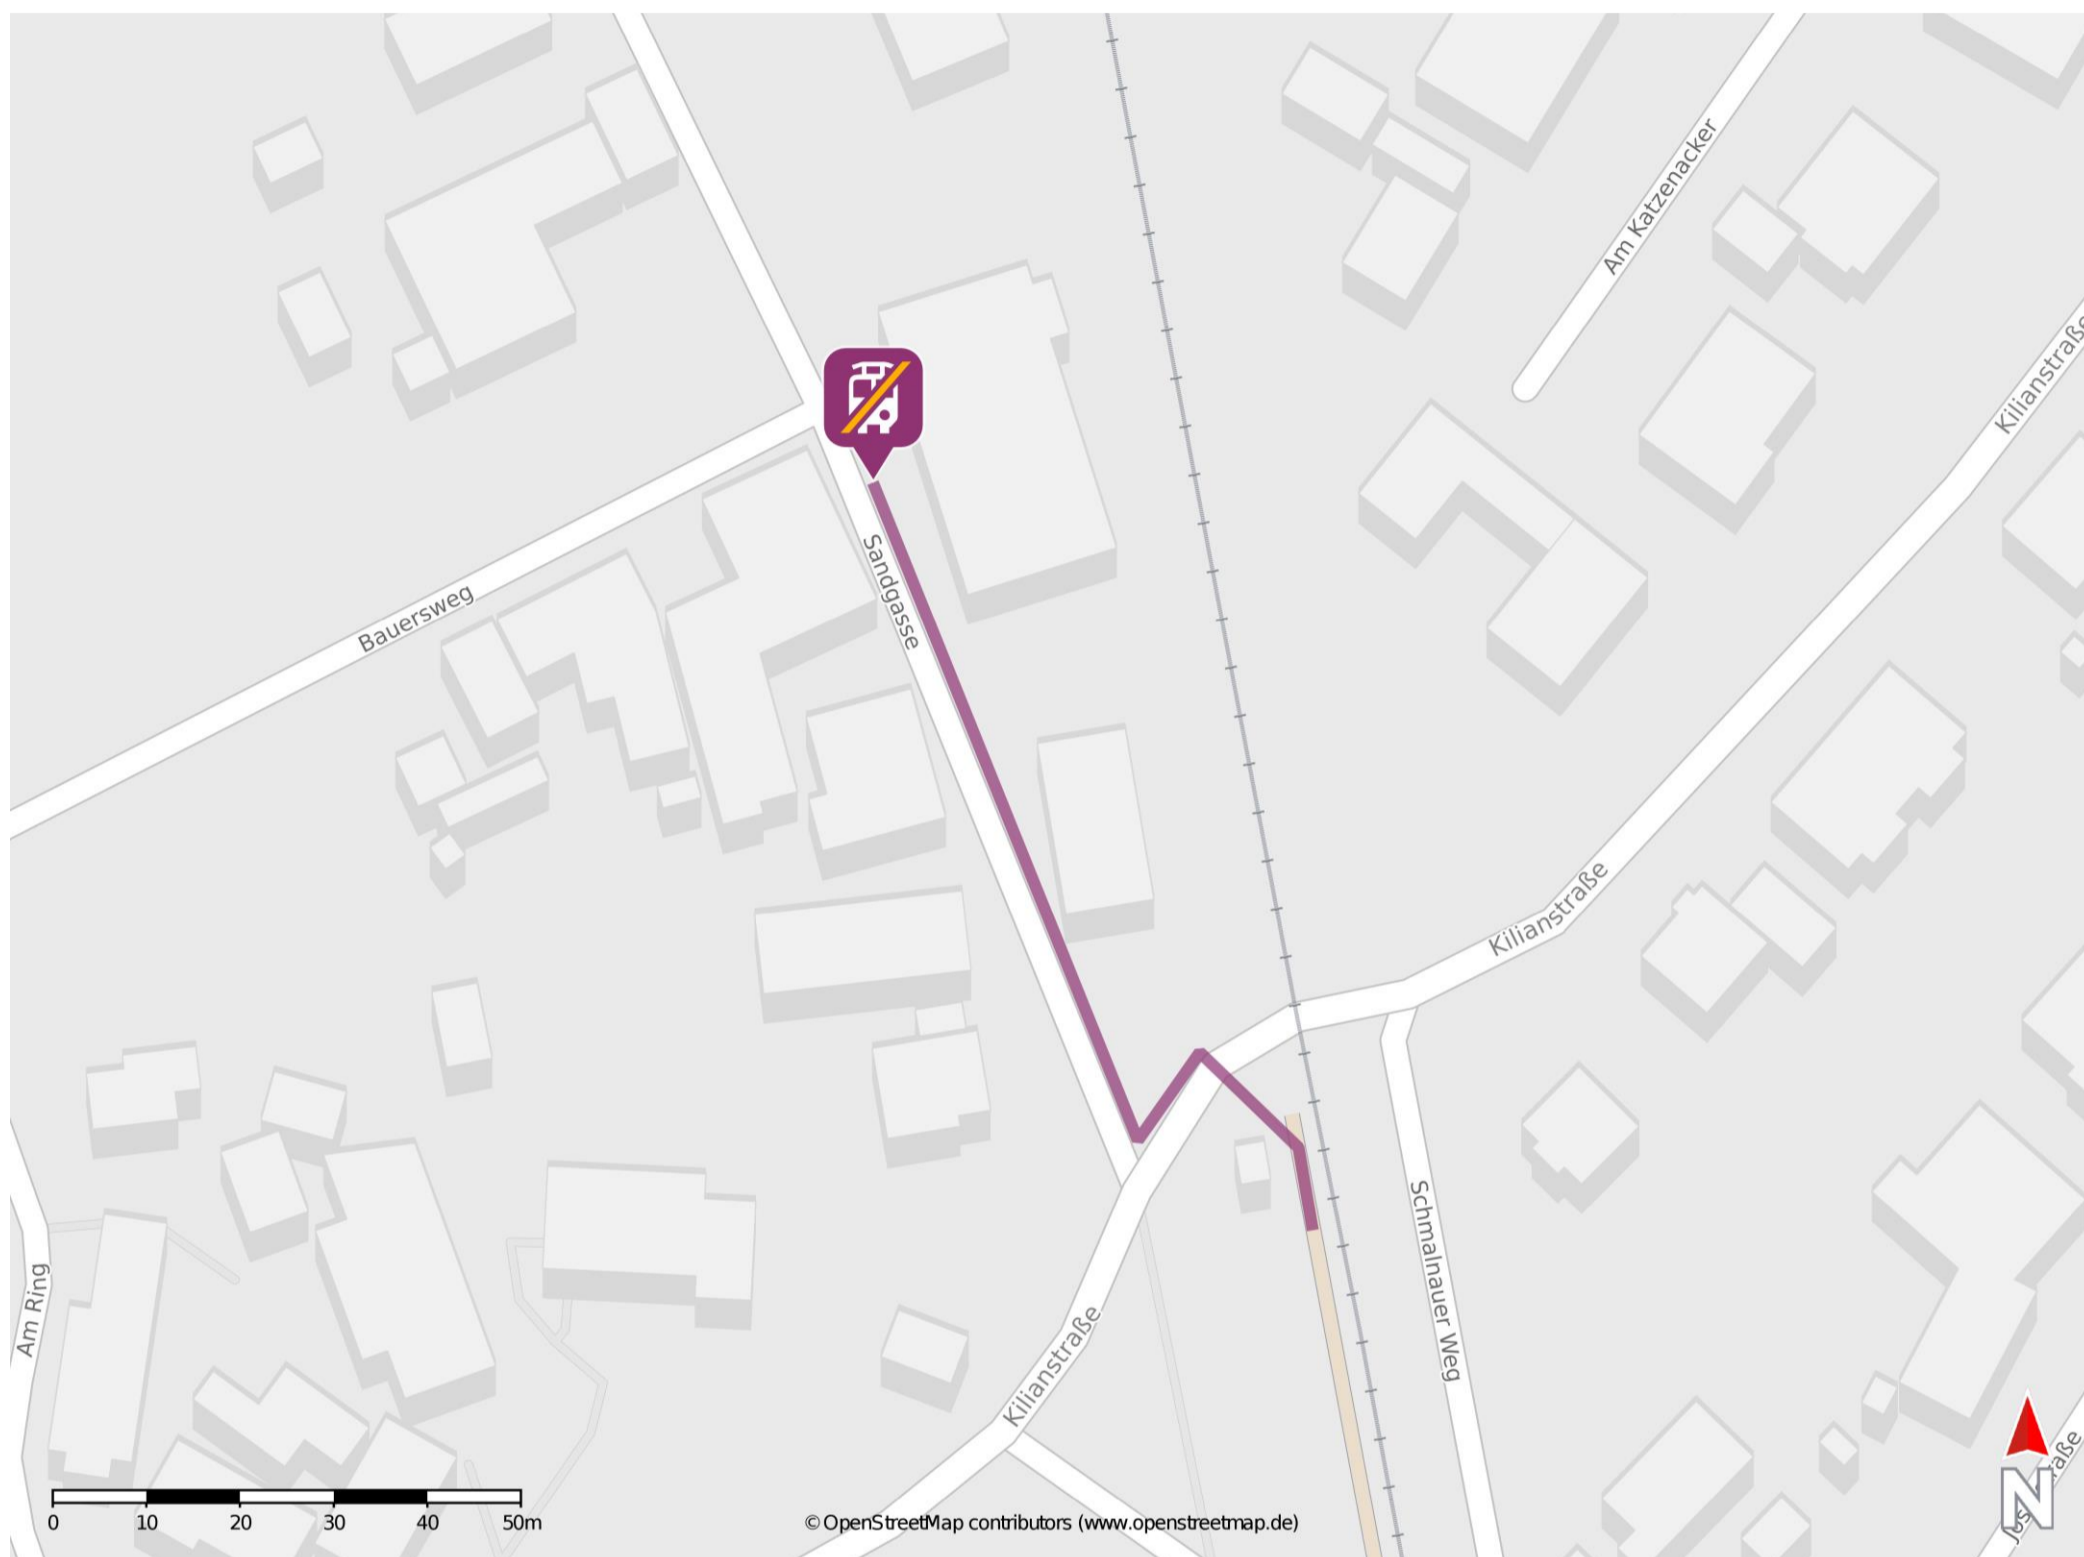 Am Katzenacker
Kilianstraße
Sandgasse
Bauersweg
Kilianstraße
Schmalnauer Weg
Am Ring
Kilianstraße
0 10 20 30 40 50m
© OpenStreetMap contributors (www.openstreetmap.de)
N